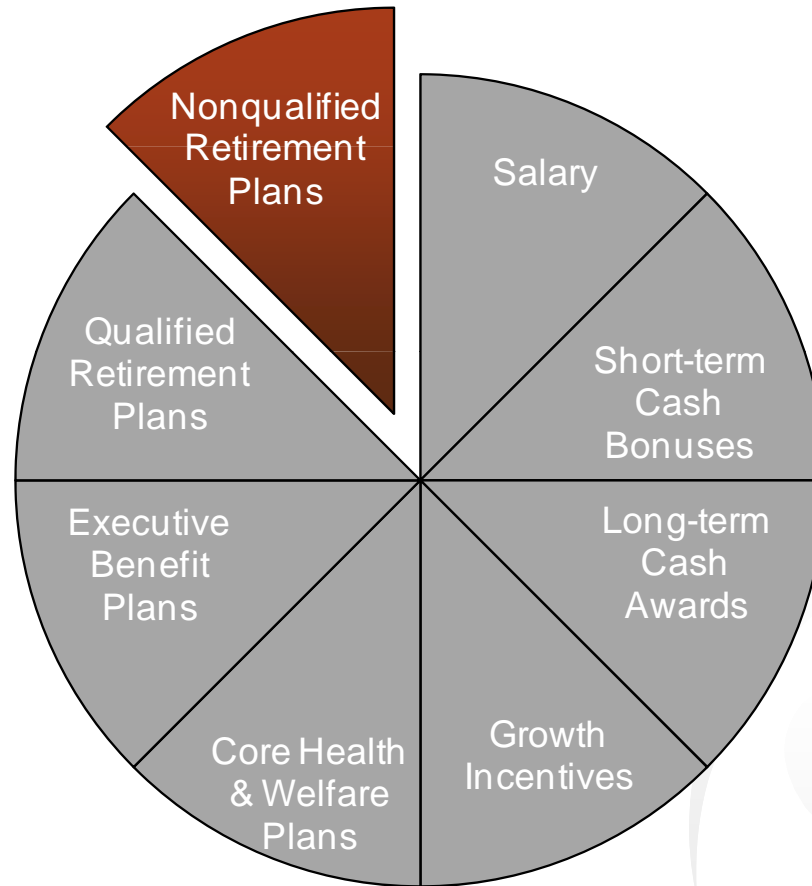 Nonqualified
Retirement
Plans
Salary
Short-term
Cash
Bonuses
Long-term
Cash
Awards
Growth
Incentives
Core Health
& Welfare
Plans
Executive
Benefit
Plans
Qualified
Retirement
Plans